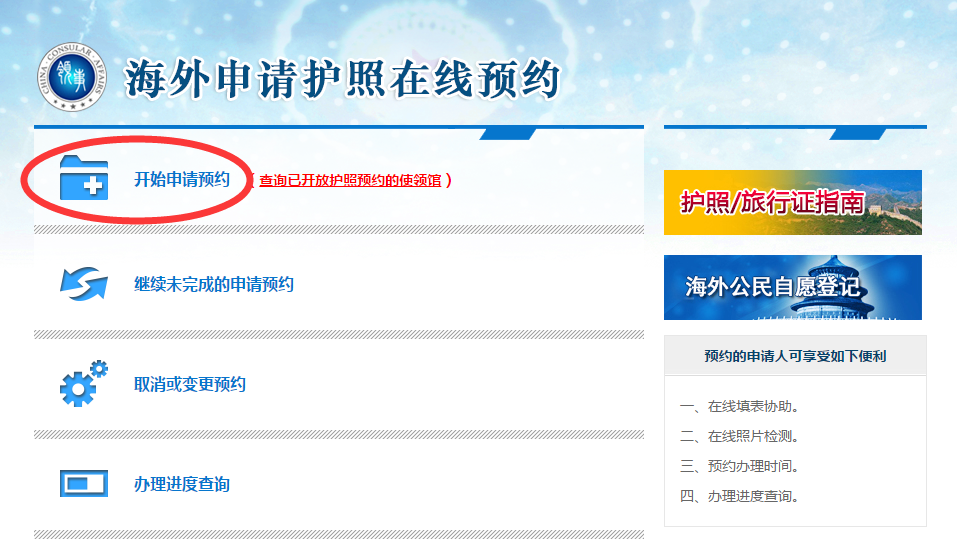 CHINA · CONSULAR · AFFAIRS
领事
海外申请护照在线预约
开始申请预约
( 查询已开放护照预约的使领馆 )
继续未完成的申请预约
取消或变更预约
办理进度查询
护照/旅行证指南
海外公民自愿登记
预约的申请人可享受如下便利
一、在线填表协助。
二、在线照片检测。
三、预约办理时间。
四、办理进度查询。